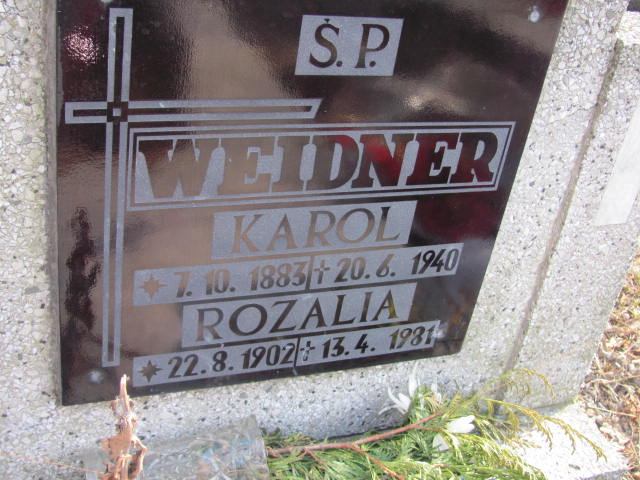 Ś.P.
WEIDNER
KAROL
* 7.10.1883 † 20.6.1940
ROZALIA
* 22.8.1902 † 13.4.1981